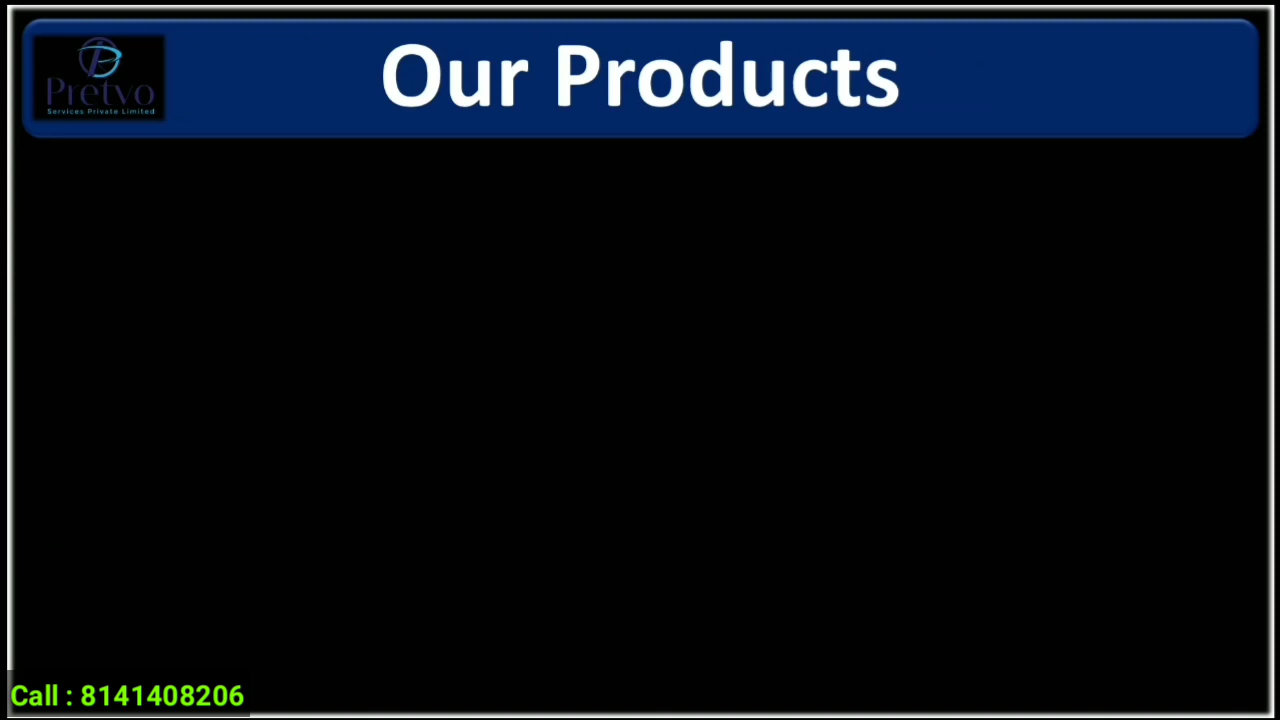 Pretvo
Services Private Limited
Our Products
Call : 8141408206